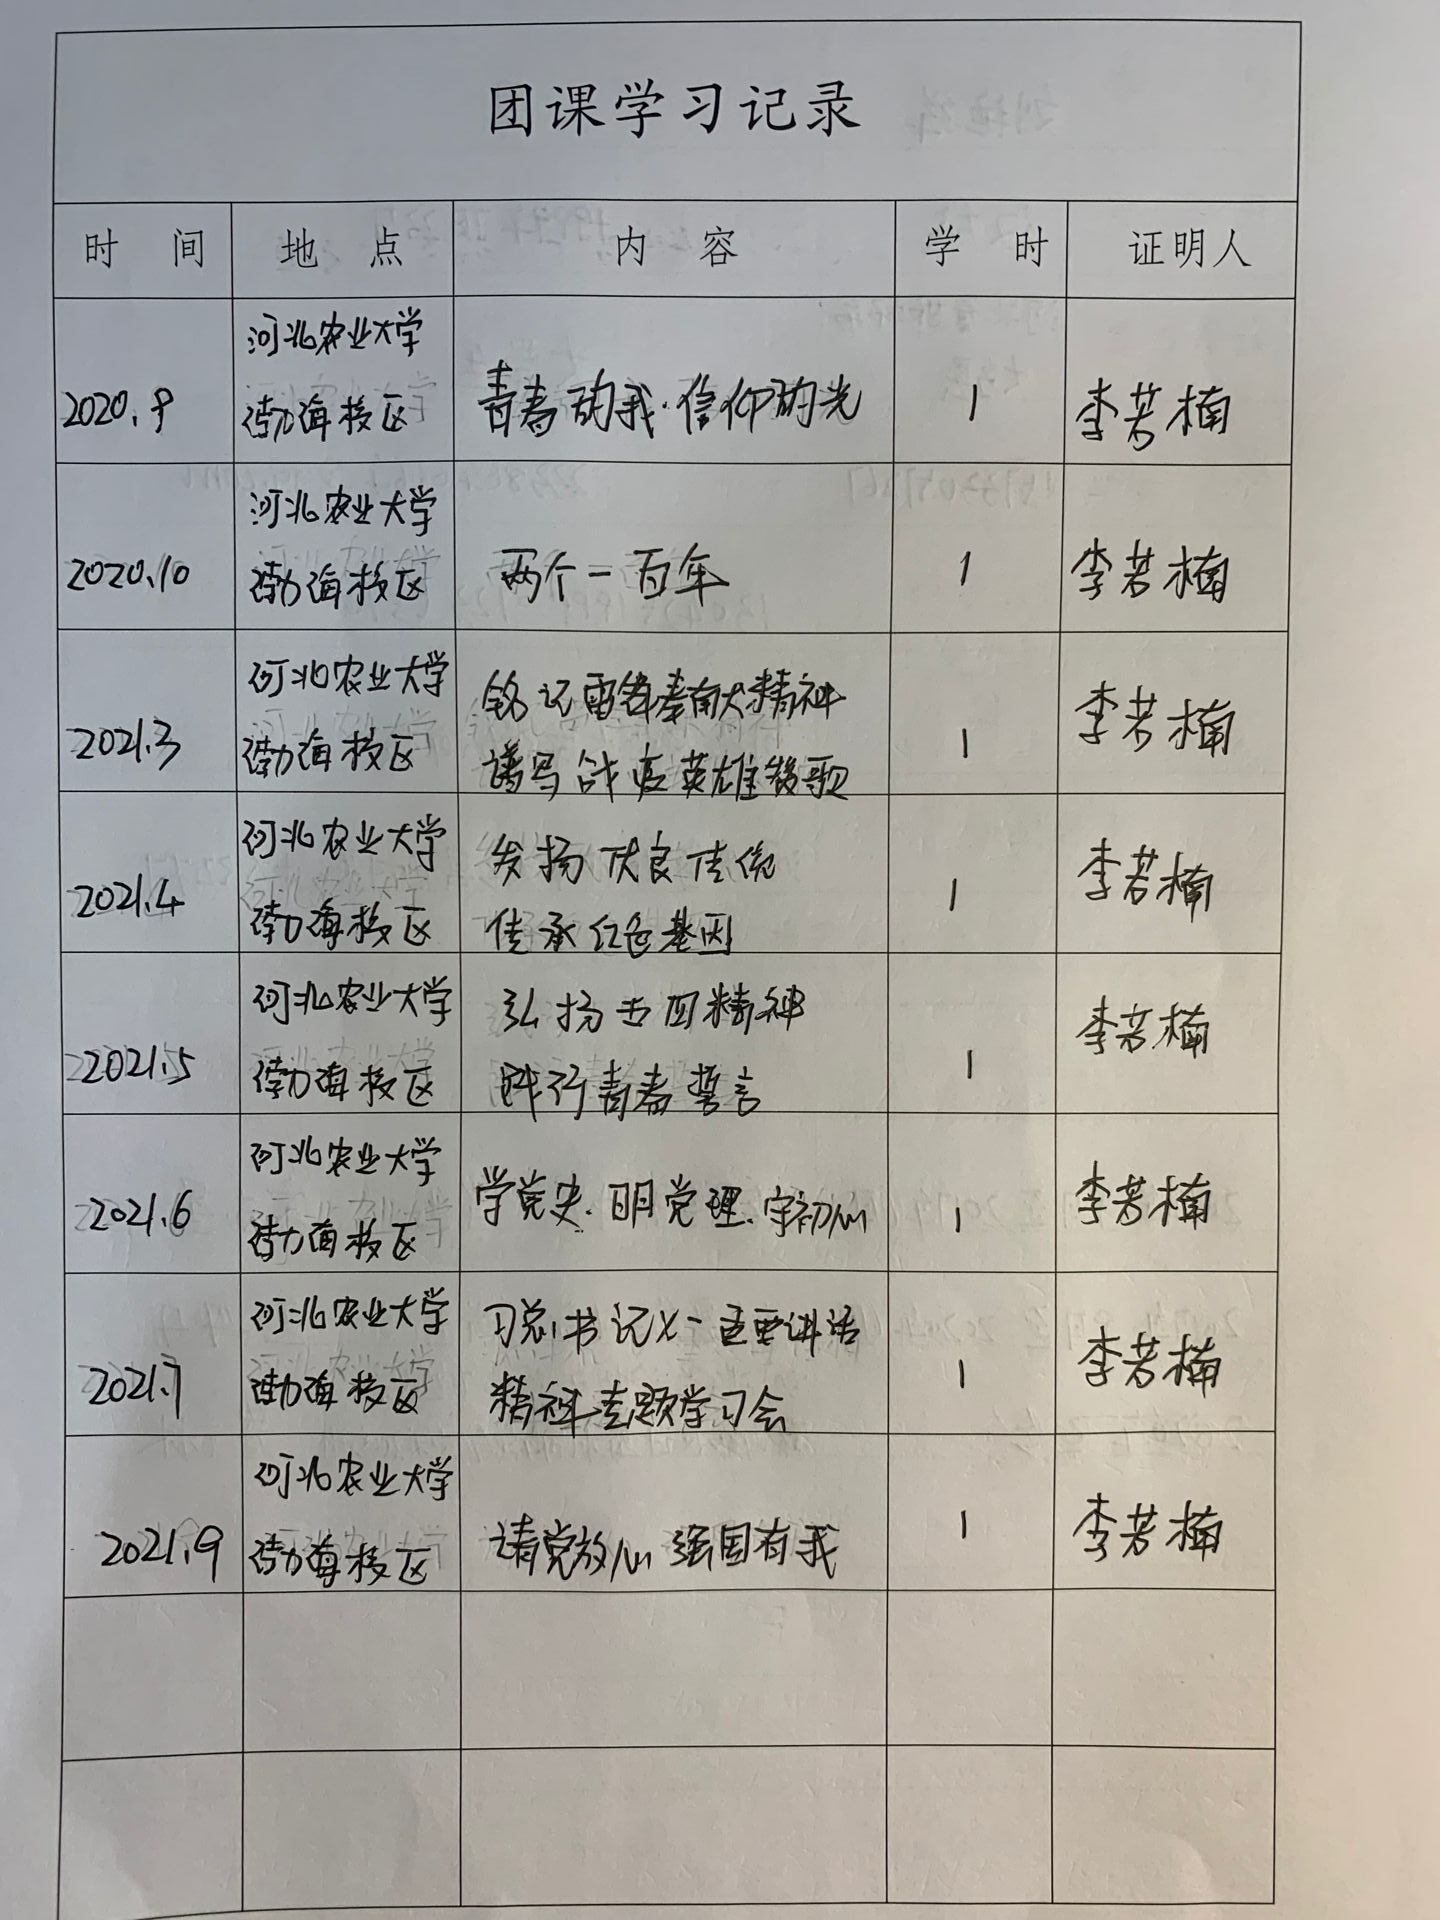 团课学习记录
时间 地点 内容 学时 证明人
河北农业大学
2020.9 渤海校区 青春的我·信仰的光 1 李若楠
河北农业大学
2020.10 渤海校区 两个一百年 1 李若楠
河北农业大学 铭记雷锋奉献精神
2021.3 渤海校区 谱写战疫英雄赞歌 1 李若楠
河北农业大学 发扬优良传统
2021.4 渤海校区 传承红色基因 1 李若楠
河北农业大学 弘扬五四精神
2021.5 渤海校区 践行青春誓言 1 李若楠
河北农业大学
2021.6 渤海校区 学党史.明党理.守初心 1 李若楠
河北农业大学 习总书记七一重要讲话
2021.7 渤海校区 精神专题学习会 1 李若楠
河北农业大学
2021.9 渤海校区 请党放心 强国有我 1 李若楠